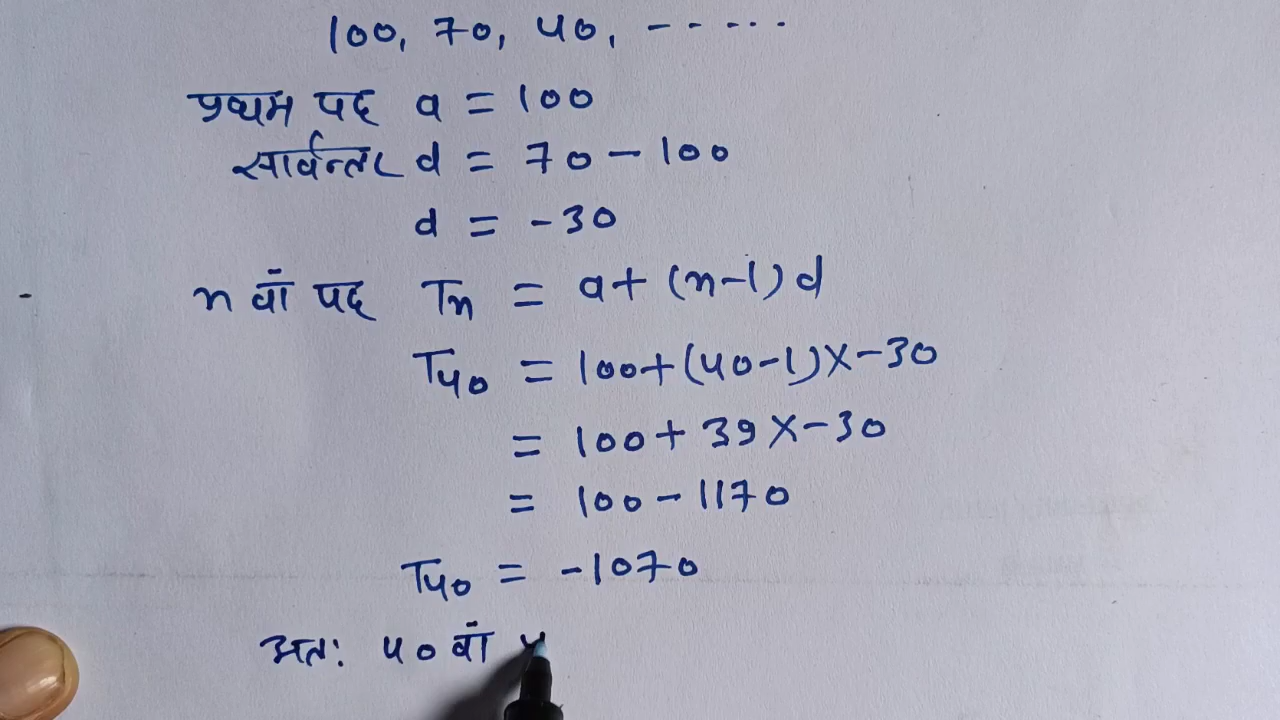 100, 70, 40, ------
प्रथम पद a = 100
सार्वन्तर d = 70 - 100
d = -30
n वाँ पद Tn = a + (n-1) d
T40 = 100+(40-1)X-30
= 100 + 39 X-30
= 100 - 1170
T40 = -1070
अतः 40 वाँ